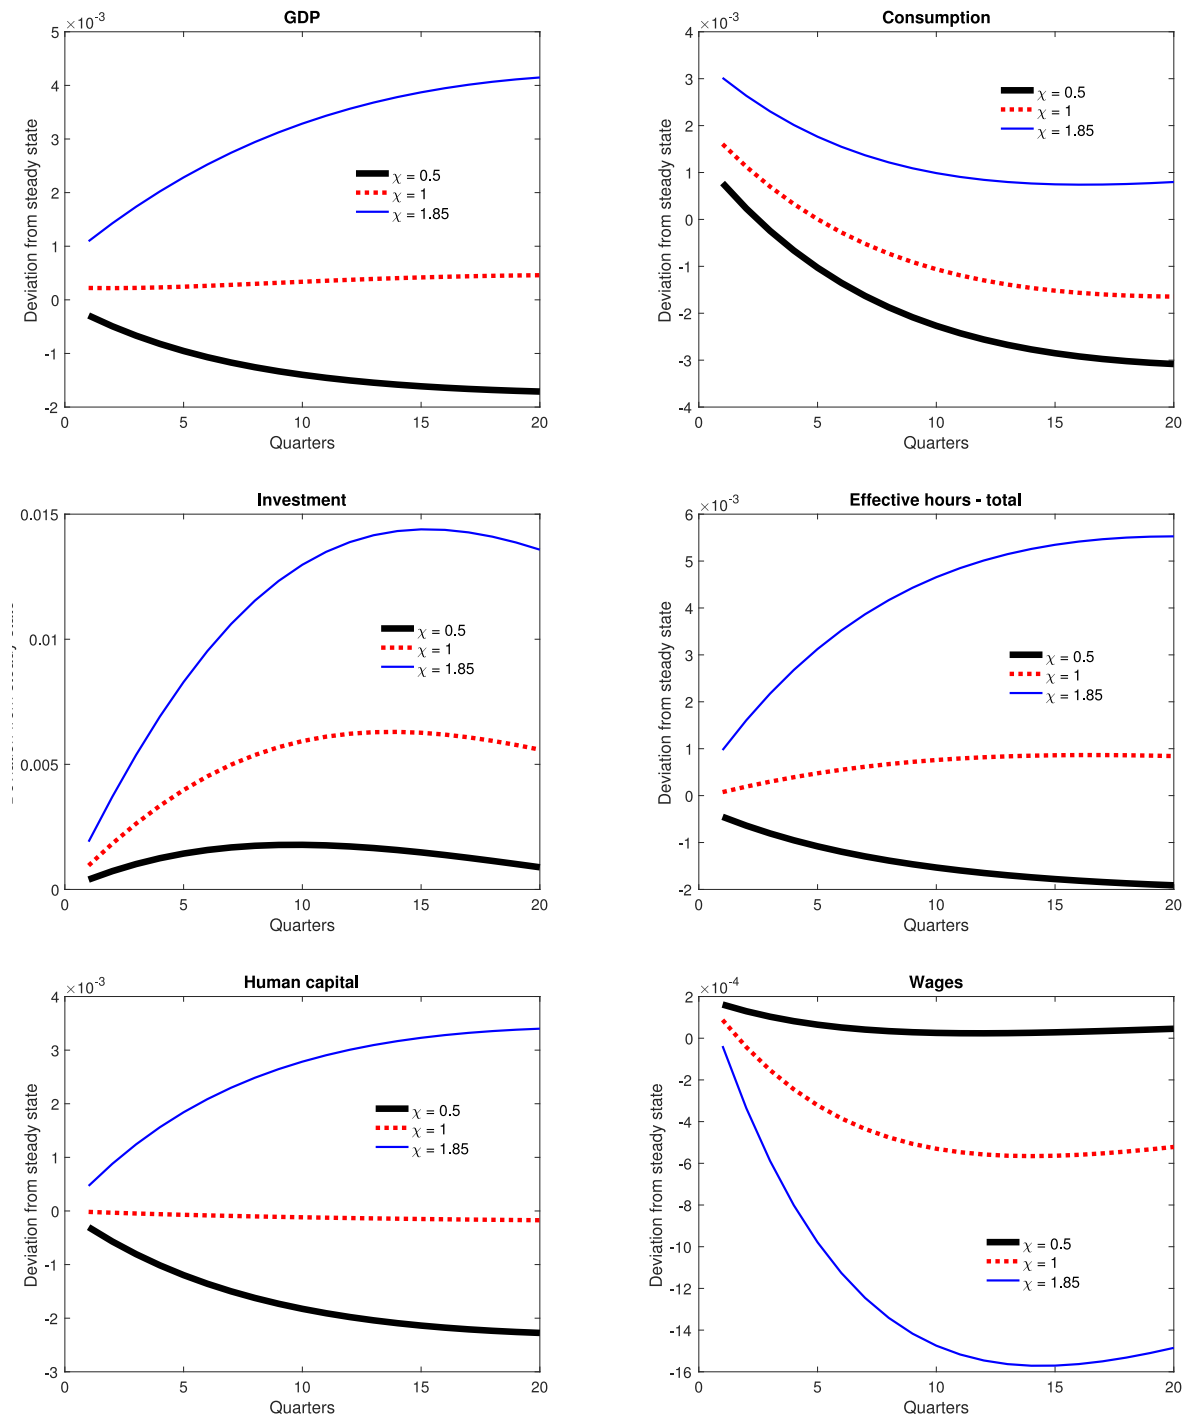 GDP
×10-3
5
4
3
2
1
0
-1
-2
0 5 10 15 20
Quarters
Deviation from steady state
χ = 0.5
χ = 1
χ = 1.85
Consumption
×10-3
4
3
2
1
0
-1
-2
-3
-4
0 5 10 15 20
Quarters
Deviation from steady state
χ = 0.5
χ = 1
χ = 1.85
Investment
0.015
0.01
0.005
0
0 5 10 15 20
Quarters
χ = 0.5
χ = 1
χ = 1.85
Effective hours - total
×10-3
6
5
4
3
2
1
0
-1
-2
0 5 10 15 20
Quarters
Deviation from steady state
χ = 0.5
χ = 1
χ = 1.85
Human capital
×10-3
4
3
2
1
0
-1
-2
-3
0 5 10 15 20
Quarters
Deviation from steady state
χ = 0.5
χ = 1
χ = 1.85
Wages
×10-4
2
0
-2
-4
-6
-8
-10
-12
-14
-16
0 5 10 15 20
Quarters
Deviation from steady state
χ = 0.5
χ = 1
χ = 1.85